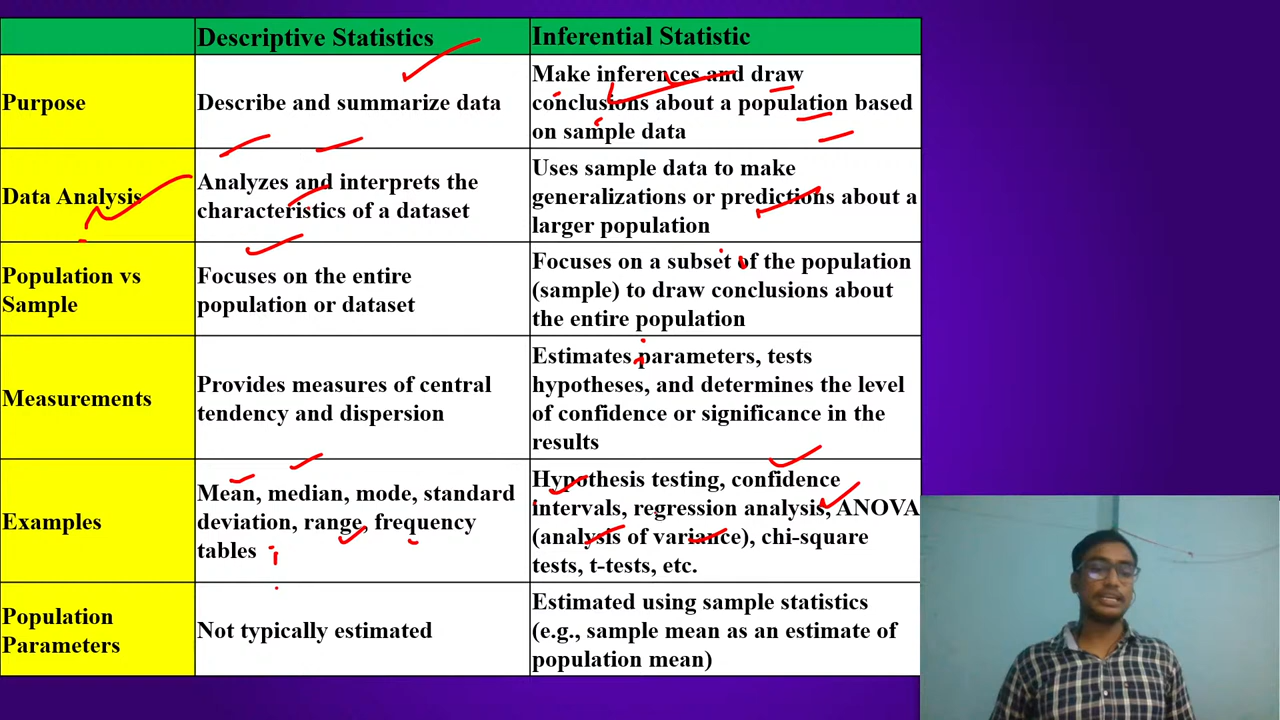 Descriptive Statistics
Inferential Statistic
Purpose
Describe and summarize data
Make inferences and draw
conclusions about a population based
on sample data
Data Analysis
Analyzes and interprets the
characteristics of a dataset
Uses sample data to make
generalizations or predictions about a
larger population
Population vs
Sample
Focuses on the entire
population or dataset
Focuses on a subset of the population
(sample) to draw conclusions about
the entire population
Measurements
Provides measures of central
tendency and dispersion
Estimates parameters, tests
hypotheses, and determines the level
of confidence or significance in the
results
Examples
Mean, median, mode, standard
deviation, range, frequency
tables
Hypothesis testing, confidence
intervals, regression analysis, ANOVA
(analysis of variance), chi-square
tests, t-tests, etc.
Population
Parameters
Not typically estimated
Estimated using sample statistics
(e.g., sample mean as an estimate of
population mean)